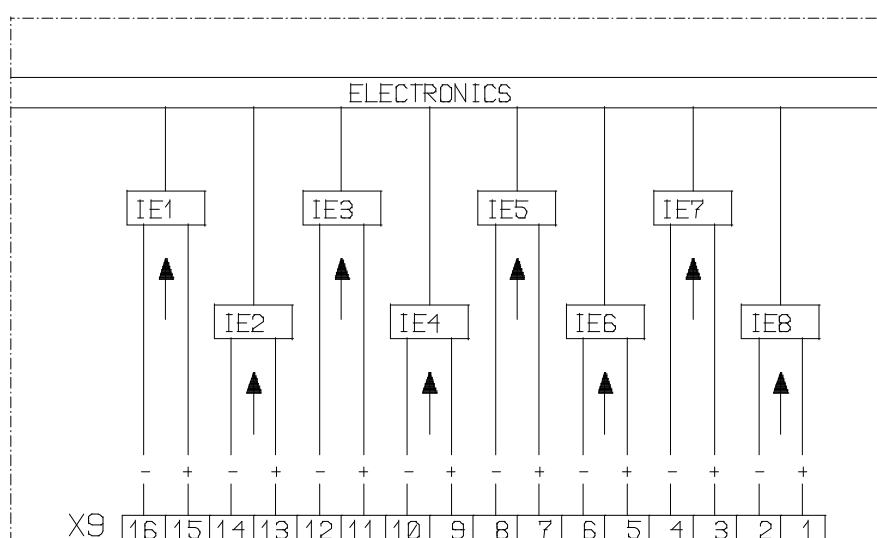 ELECTRONICS
IE1 IE3 IE5 IE7
IE2 IE4 IE6 IE8
- + - + - + - + - + - + - + - +
X9 16 15 14 13 12 11 10 9 8 7 6 5 4 3 2 1